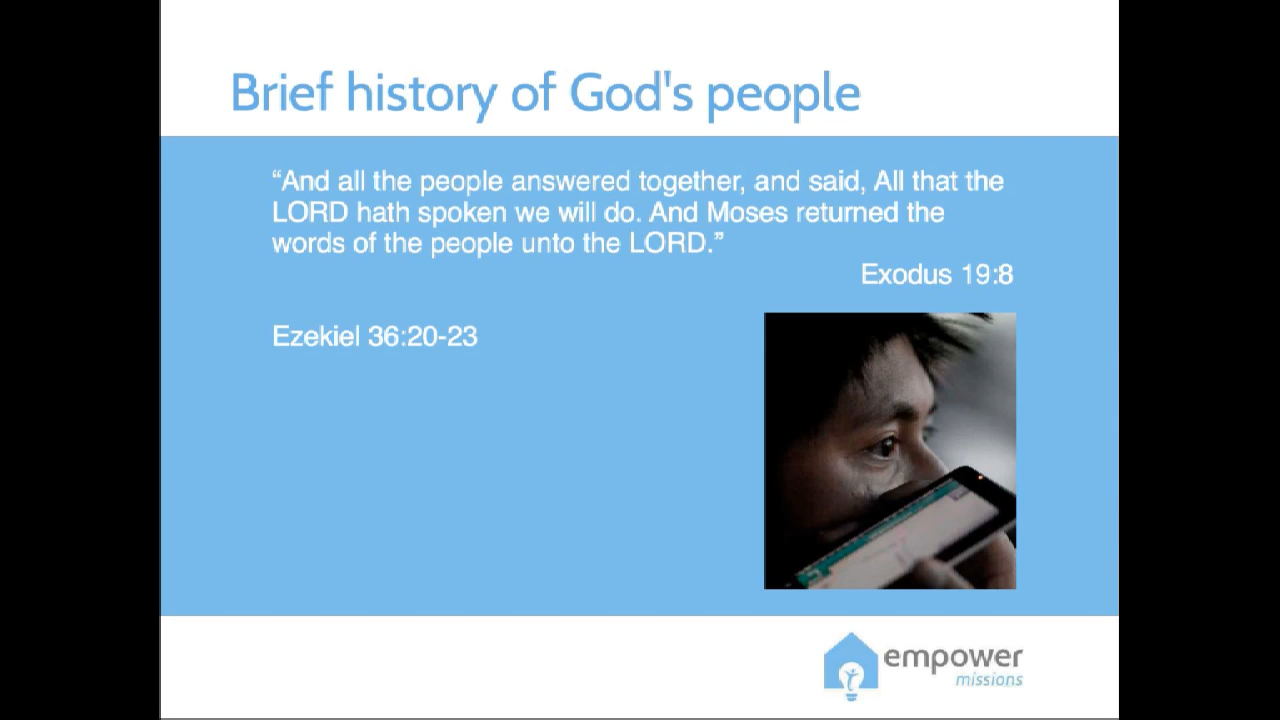 Brief history of God's people
“And all the people answered together, and said, All that the
LORD hath spoken we will do. And Moses returned the
words of the people unto the LORD.”
Exodus 19:8
Ezekiel 36:20-23
empower
missions